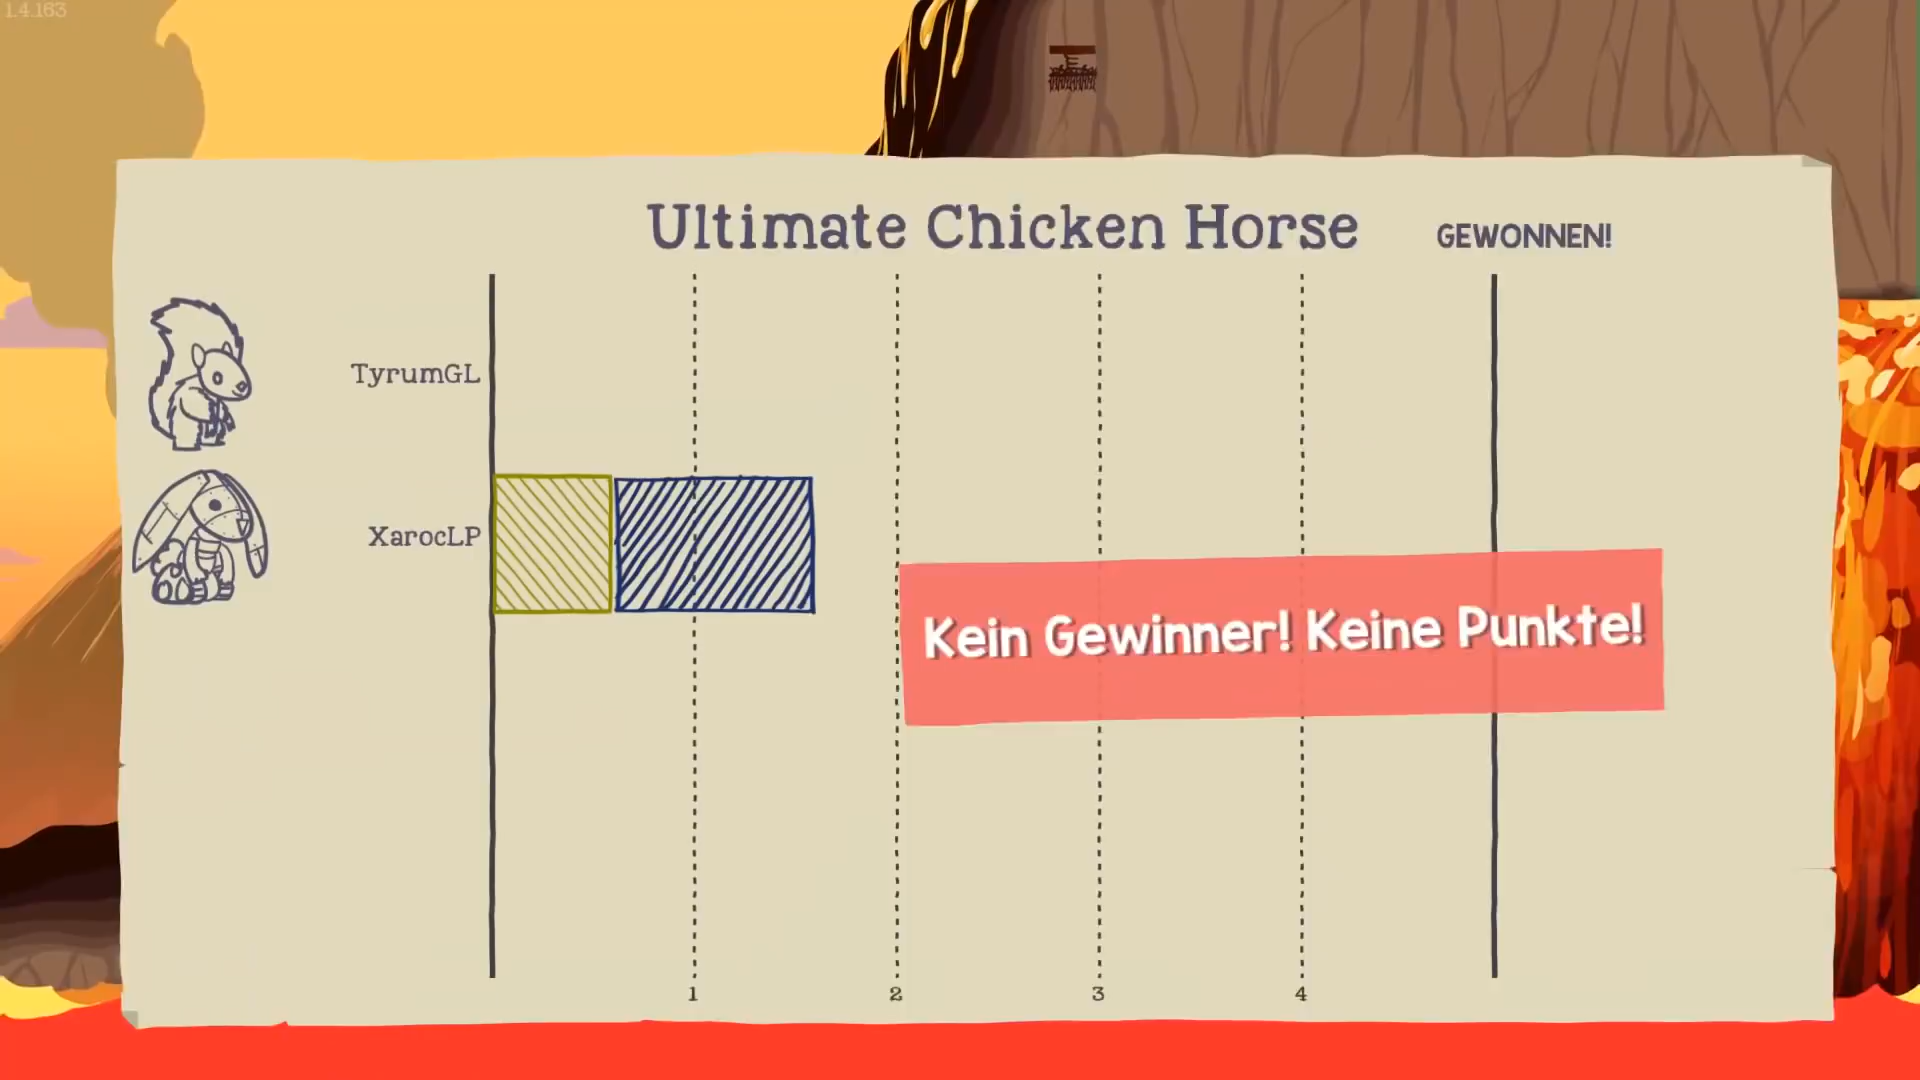 1.4.163
Ultimate Chicken Horse
GEWONNEN!
TyrumGL
XarocLP
Kein Gewinner! Keine Punkte!
1 2 3 4